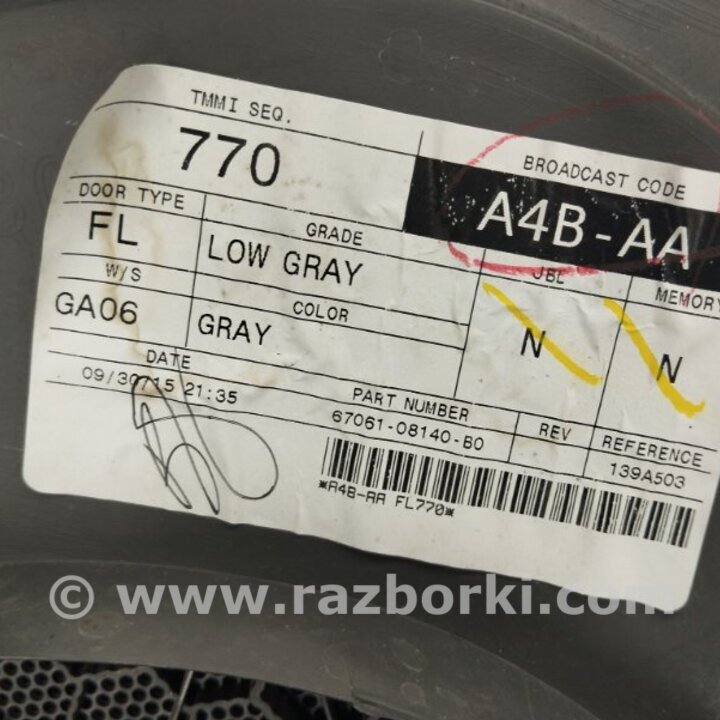 TMMI SEQ.
770
BROADCAST CODE
A4B-AA
DOOR TYPE
FL
GRADE
LOW GRAY
JBL
N
MEMORY
N
W/S
GA06
COLOR
GRAY
DATE
09/30/15 21:35
PART NUMBER
67061-08140-B0
REV
REFERENCE
139A503
*A4B-AA FL770*
© www.razborki.com